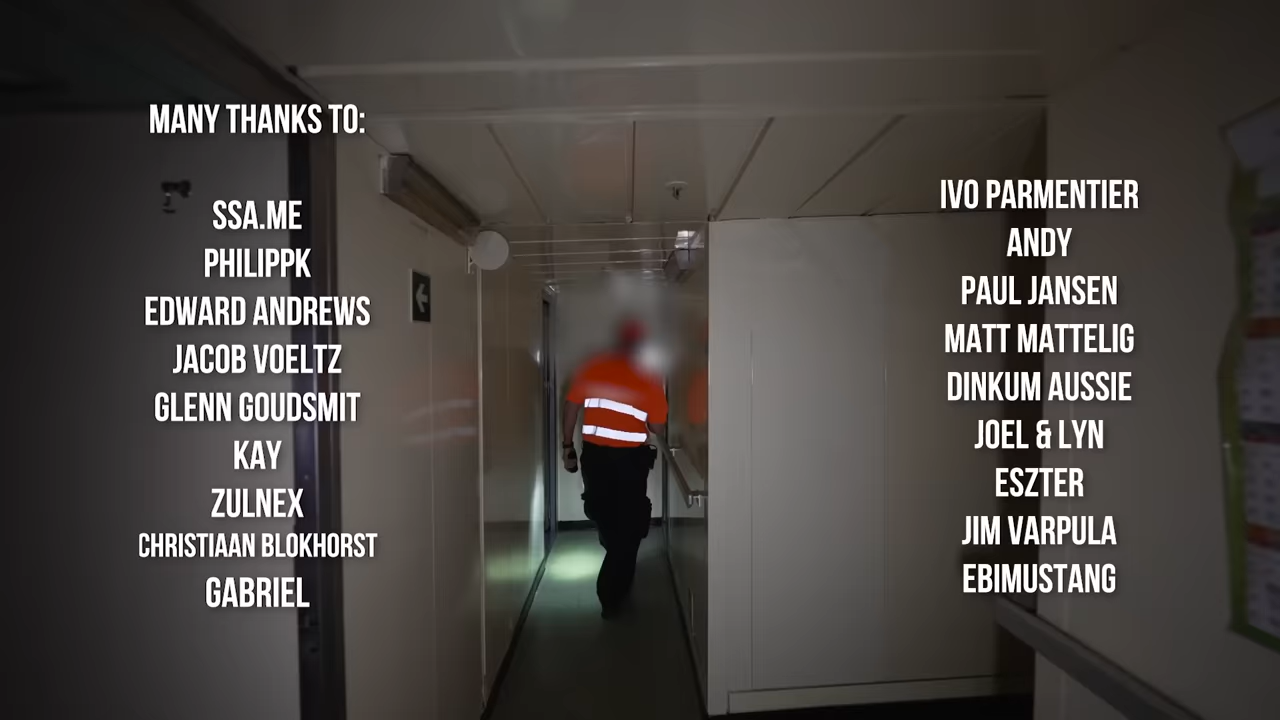 MANY THANKS TO:
SSA.ME
PHILIPPK
EDWARD ANDREWS
JACOB VOELTZ
GLENN GOUDSMIT
KAY
ZULNEX
CHRISTIAAN BLOKHORST
GABRIEL
IVO PARMENTIER
ANDY
PAUL JANSEN
MATT MATTELIG
DINKUM AUSSIE
JOEL & LYN
ESZTER
JIM VARPULA
EBIMUSTANG